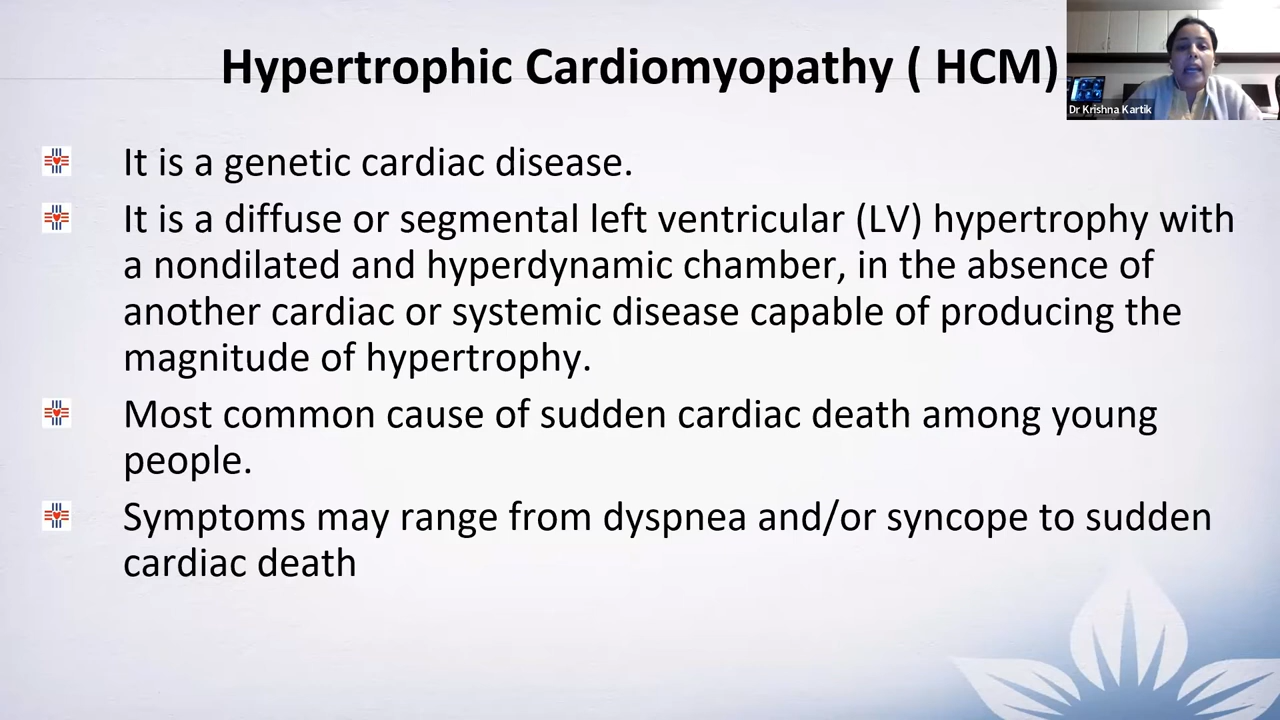 Hypertrophic Cardiomyopathy ( HCM)
Dr Krishna Kartik
It is a genetic cardiac disease.
It is a diffuse or segmental left ventricular (LV) hypertrophy with
a nondilated and hyperdynamic chamber, in the absence of
another cardiac or systemic disease capable of producing the
magnitude of hypertrophy.
Most common cause of sudden cardiac death among young
people.
Symptoms may range from dyspnea and/or syncope to sudden
cardiac death